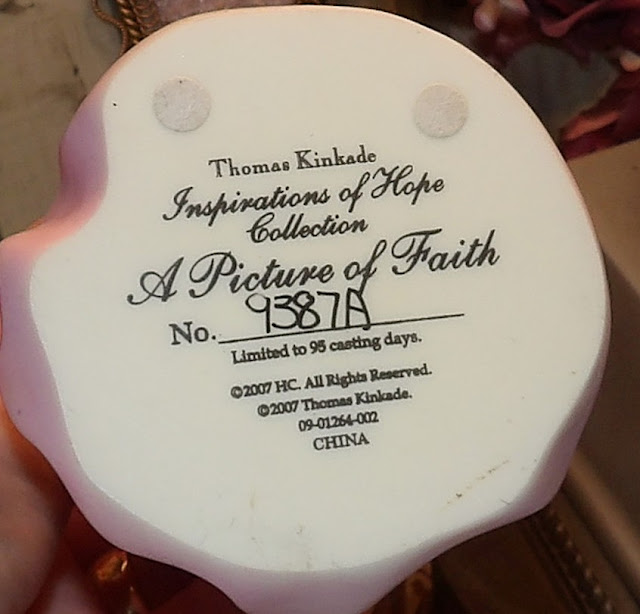 Thomas Kinkade
Inspirations of Hope
Collection
A Picture of Faith
No. 9387A
Limited to 95 casting days.
©2007 HC. All Rights Reserved.
©2007 Thomas Kinkade.
09-01264-002
CHINA